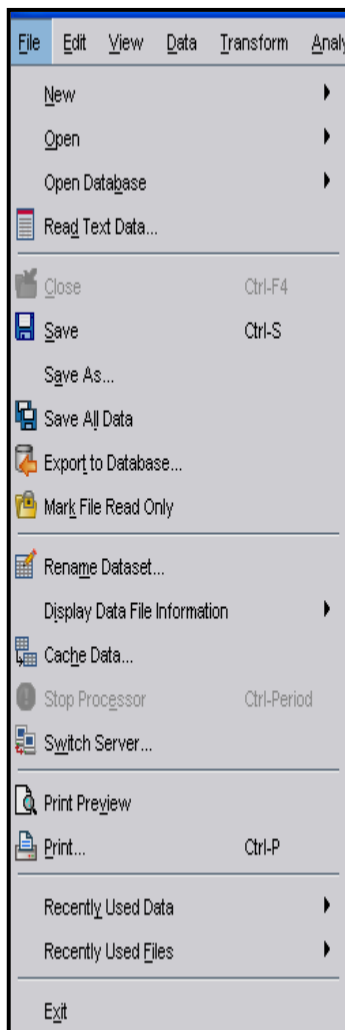 File Edit View Data Transform Analy
New
Open
Open Database
Read Text Data...
Close Ctrl-F4
Save Ctrl-S
Save As...
Save All Data
Export to Database...
Mark File Read Only
Rename Dataset...
Display Data File Information
Cache Data...
Stop Processor Ctrl-Period
Switch Server...
Print Preview
Print... Ctrl-P
Recently Used Data
Recently Used Files
Exit